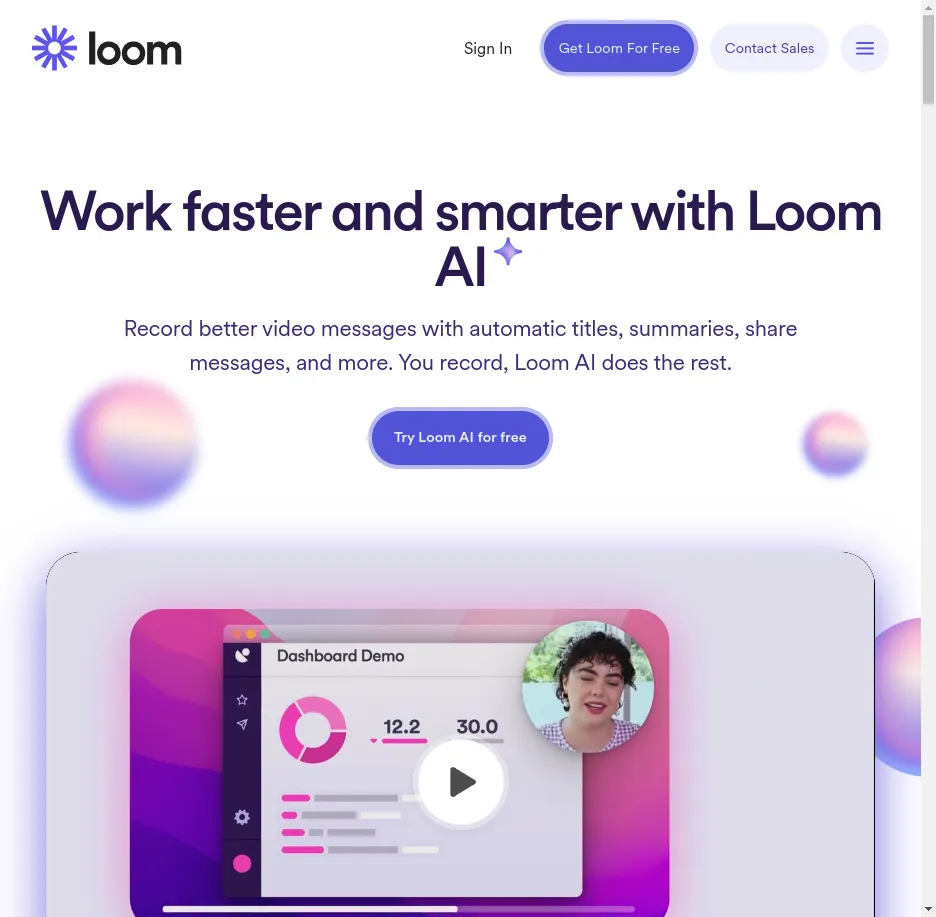 loom
Sign In
Get Loom For Free
Contact Sales
Work faster and smarter with Loom
AI
Record better video messages with automatic titles, summaries, share
messages, and more. You record, Loom AI does the rest.
Try Loom AI for free
Dashboard Demo
12.2
30.0